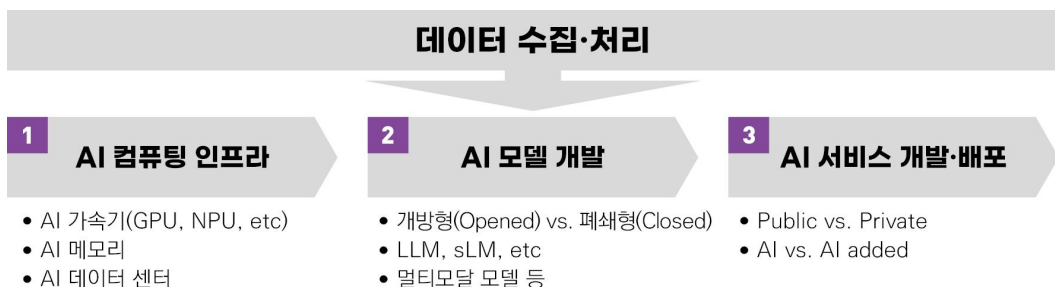 데이터 수집·처리
1
AI 컴퓨팅 인프라
• AI 가속기(GPU, NPU, etc)
• AI 메모리
• AI 데이터 센터
2
AI 모델 개발
• 개방형(Opened) vs. 폐쇄형(Closed)
• LLM, sLM, etc
• 멀티모달 모델 등
3
AI 서비스 개발·배포
• Public vs. Private
• AI vs. AI added